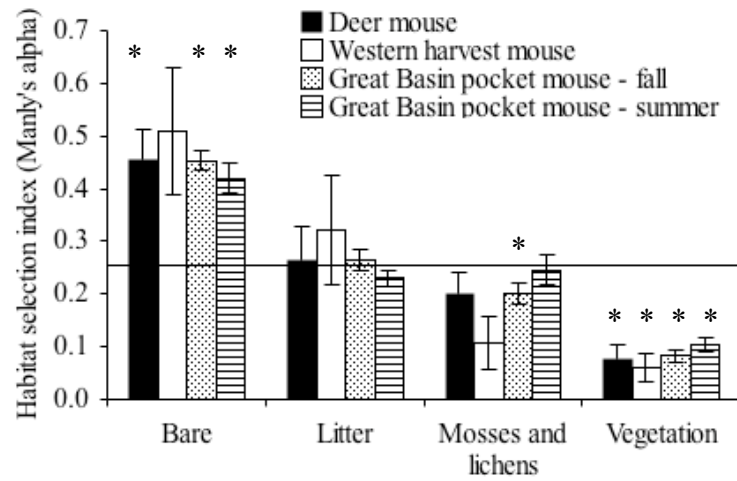 Habitat selection index (Manly's alpha)
0.7
0.6
0.5
0.4
0.3
0.2
0.1
0.0
Deer mouse
Western harvest mouse
Great Basin pocket mouse - fall
Great Basin pocket mouse - summer
* * *
*
* * * *
Bare
Litter
Mosses and
lichens
Vegetation